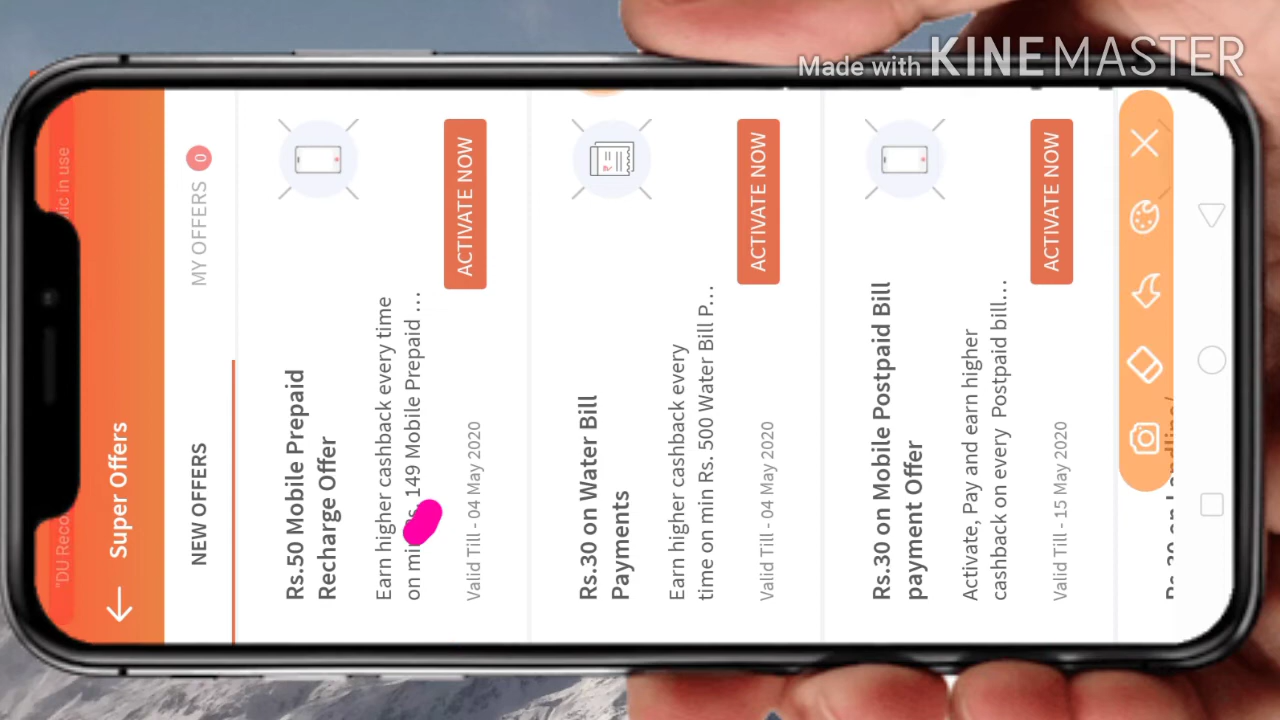 Made with KINEMASTER
Super Offers
NEW OFFERS
MY OFFERS 0
Rs.50 Mobile Prepaid
Recharge Offer
Earn higher cashback every time
on 149 Mobile Prepaid ...
Valid Till - 04 May 2020
ACTIVATE NOW
Rs.30 on Water Bill
Payments
Earn higher cashback every
time on min Rs. 500 Water Bill P...
Valid Till - 04 May 2020
ACTIVATE NOW
Rs.30 on Mobile Postpaid Bill
payment Offer
Activate, Pay and earn higher
cashback on every Postpaid bill...
Valid Till - 15 May 2020
ACTIVATE NOW